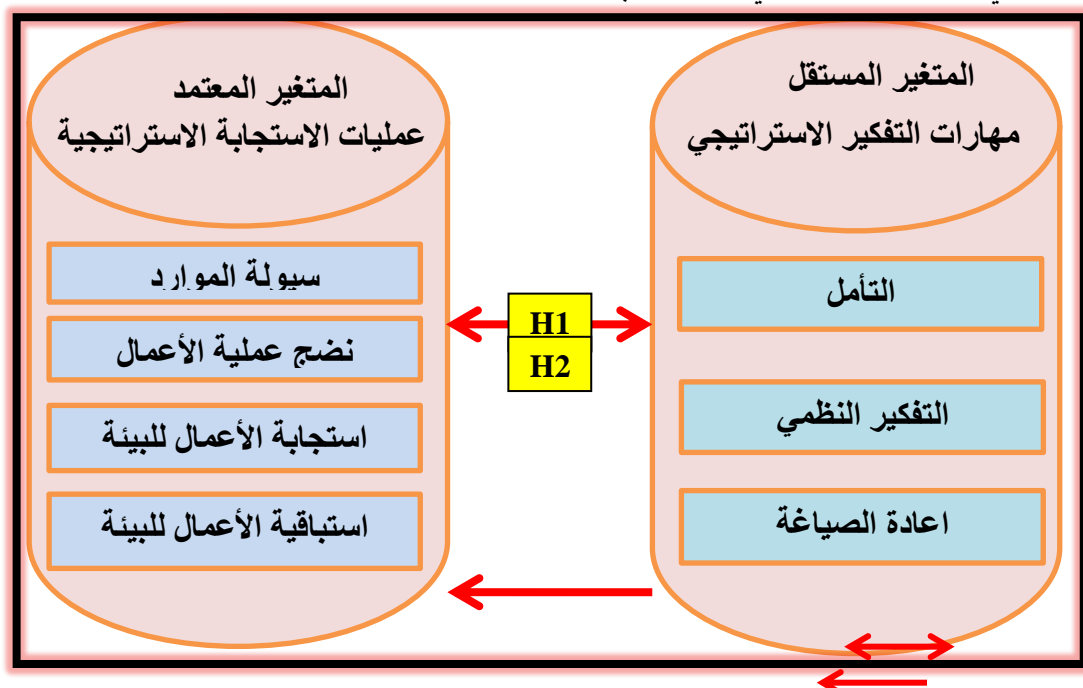 المتغير المستقل
مهارات التفكير الاستراتيجي
التأمل
التفكير النظمي
اعادة الصياغة
H1
H2
المتغير المعتمد
عمليات الاستجابة الاستراتيجية
سيولة الموارد
نضج عملية الأعمال
استجابة الأعمال للبيئة
استباقية الأعمال للبيئة